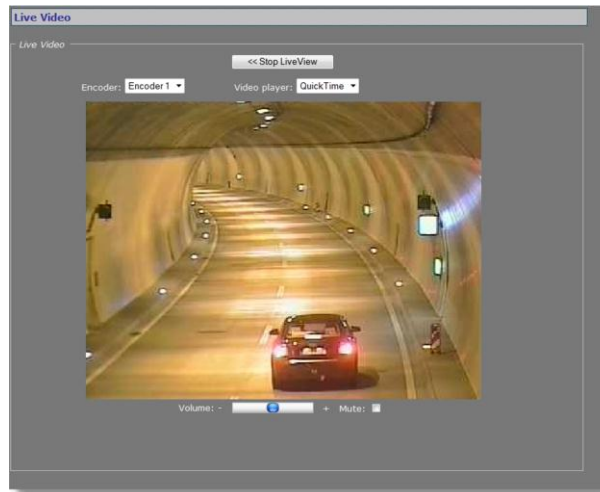 Live Video
Live Video
<< Stop LiveView
Encoder: Encoder 1 Video player: QuickTime
Volume: - + Mute: